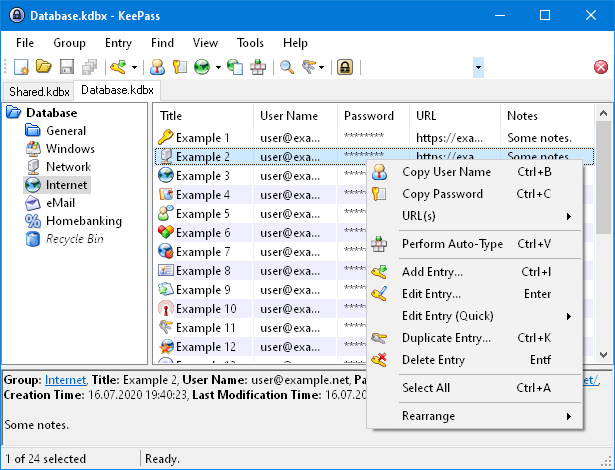 Database.kdbx - KeePass
File Group Entry Find View Tools Help
Shared.kdbx Database.kdbx
Database
General
Windows
Network
Internet
eMail
Homebanking
Recycle Bin
Title User Name Password URL Notes
Example 1 user@exa... ******** https://exa... Some notes.
Example 2 user@exa... ******** https://exa... Some notes.
Example 3 user@exa...
Example 4 user@exa...
Example 5 user@exa...
Example 6 user@exa...
Example 7 user@exa...
Example 8 user@exa...
Example 9 user@exa...
Example 10 user@exa...
Example 11 user@exa...
Example 12 user@exa...
Copy User Name Ctrl+B
Copy Password Ctrl+C
URL(s)
Perform Auto-Type Ctrl+V
Add Entry... Ctrl+I
Edit Entry... Enter
Edit Entry (Quick)
Duplicate Entry... Ctrl+K
Delete Entry Entf
Select All Ctrl+A
Rearrange
Group: Internet, Title: Example 2, User Name: user@example.net, Pa et/,
Creation Time: 16.07.2020 19:40:23, Last Modification Time: 16.07.202
Some notes.
1 of 24 selected Ready.